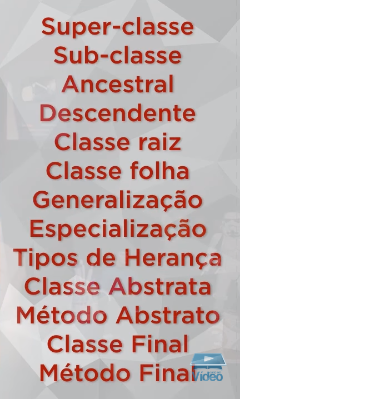 Super-classe
Sub-classe
Ancestral
Descendente
Classe raiz
Classe folha
Generalização
Especialização
Tipos de Herança
Classe Abstrata
Método Abstrato
Classe Final
Método Final
Vídeo